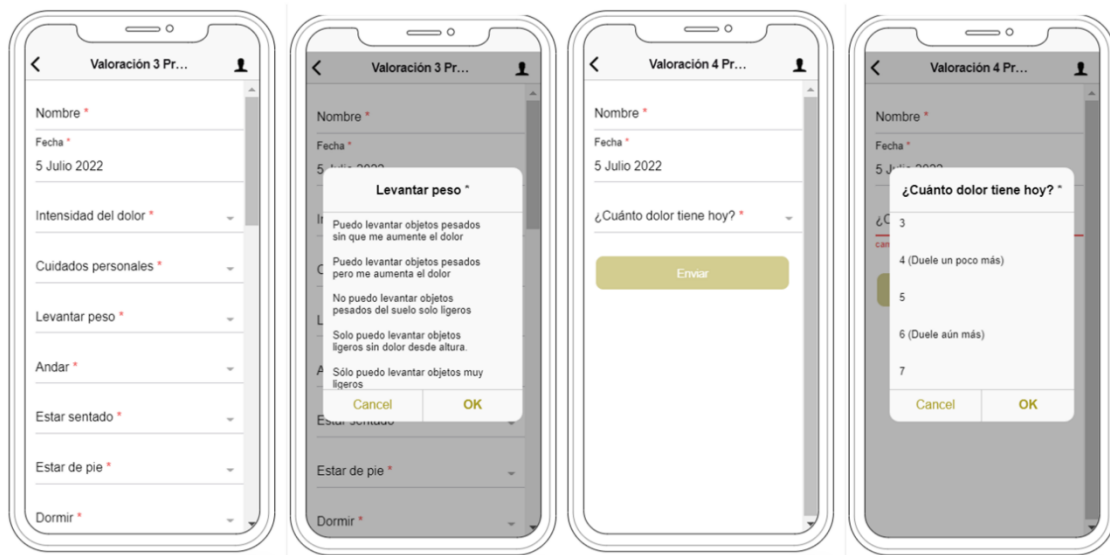 Valoración 3 Pr...
Nombre *
Fecha *
5 Julio 2022
Intensidad del dolor *
Cuidados personales *
Levantar peso *
Andar *
Estar sentado *
Estar de pie *
Dormir *
Valoración 3 Pr...
Nombre *
Fecha *
5 Julio 2022
Levantar peso *
Puedo levantar objetos pesados
sin que me aumente el dolor
Puedo levantar objetos pesados
pero me aumenta el dolor
No puedo levantar objetos
pesados del suelo solo ligeros
Solo puedo levantar objetos
ligeros sin dolor desde altura.
Sólo puedo levantar objetos muy
ligeros
Cancel OK
Estar sentado
Estar de pie *
Dormir *
Valoración 4 Pr...
Nombre *
Fecha *
5 Julio 2022
¿Cuánto dolor tiene hoy? *
Enviar
Valoración 4 Pr...
Nombre *
Fecha *
¿Cuánto dolor tiene hoy? *
3
4 (Duele un poco más)
5
6 (Duele aún más)
7
Cancel OK